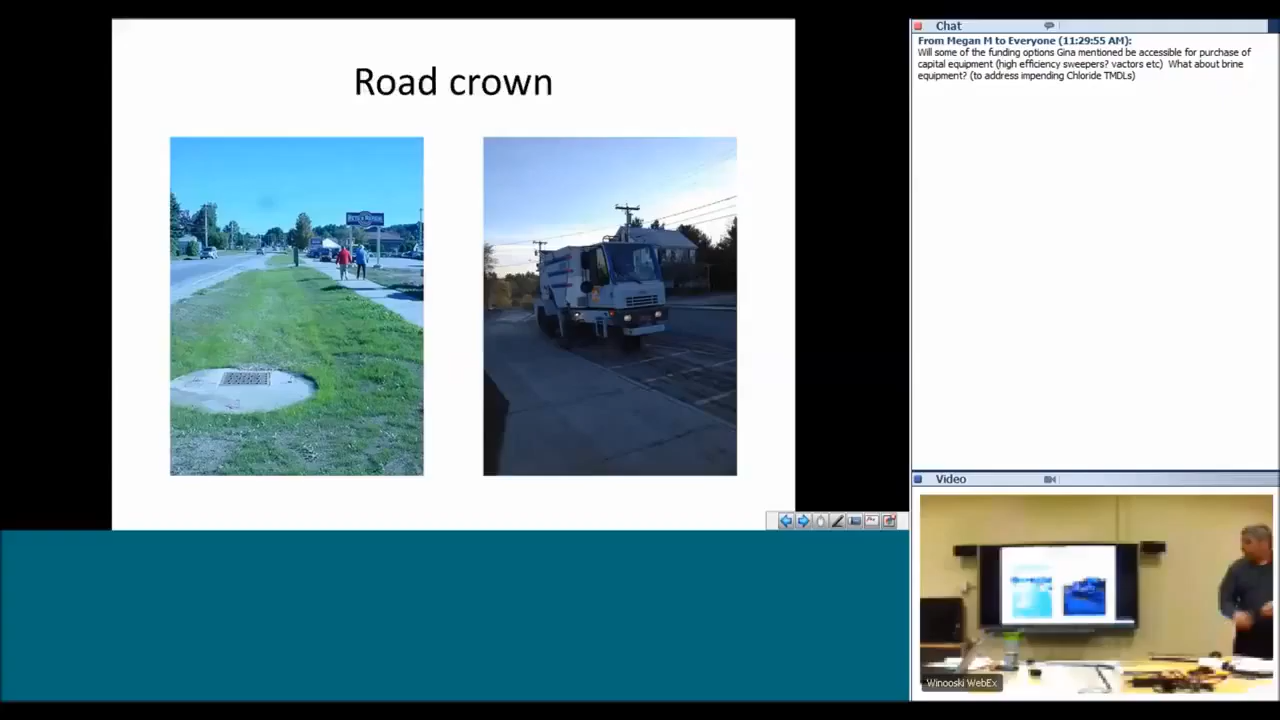 Road crown
Chat
From Megan M to Everyone (11:29:55 AM):
Will some of the funding options Gina mentioned be accessible for purchase of
capital equipment (high efficiency sweepers? vactors etc) What about brine
equipment? (to address impending Chloride TMDLs)
Video
Winooski WebEx